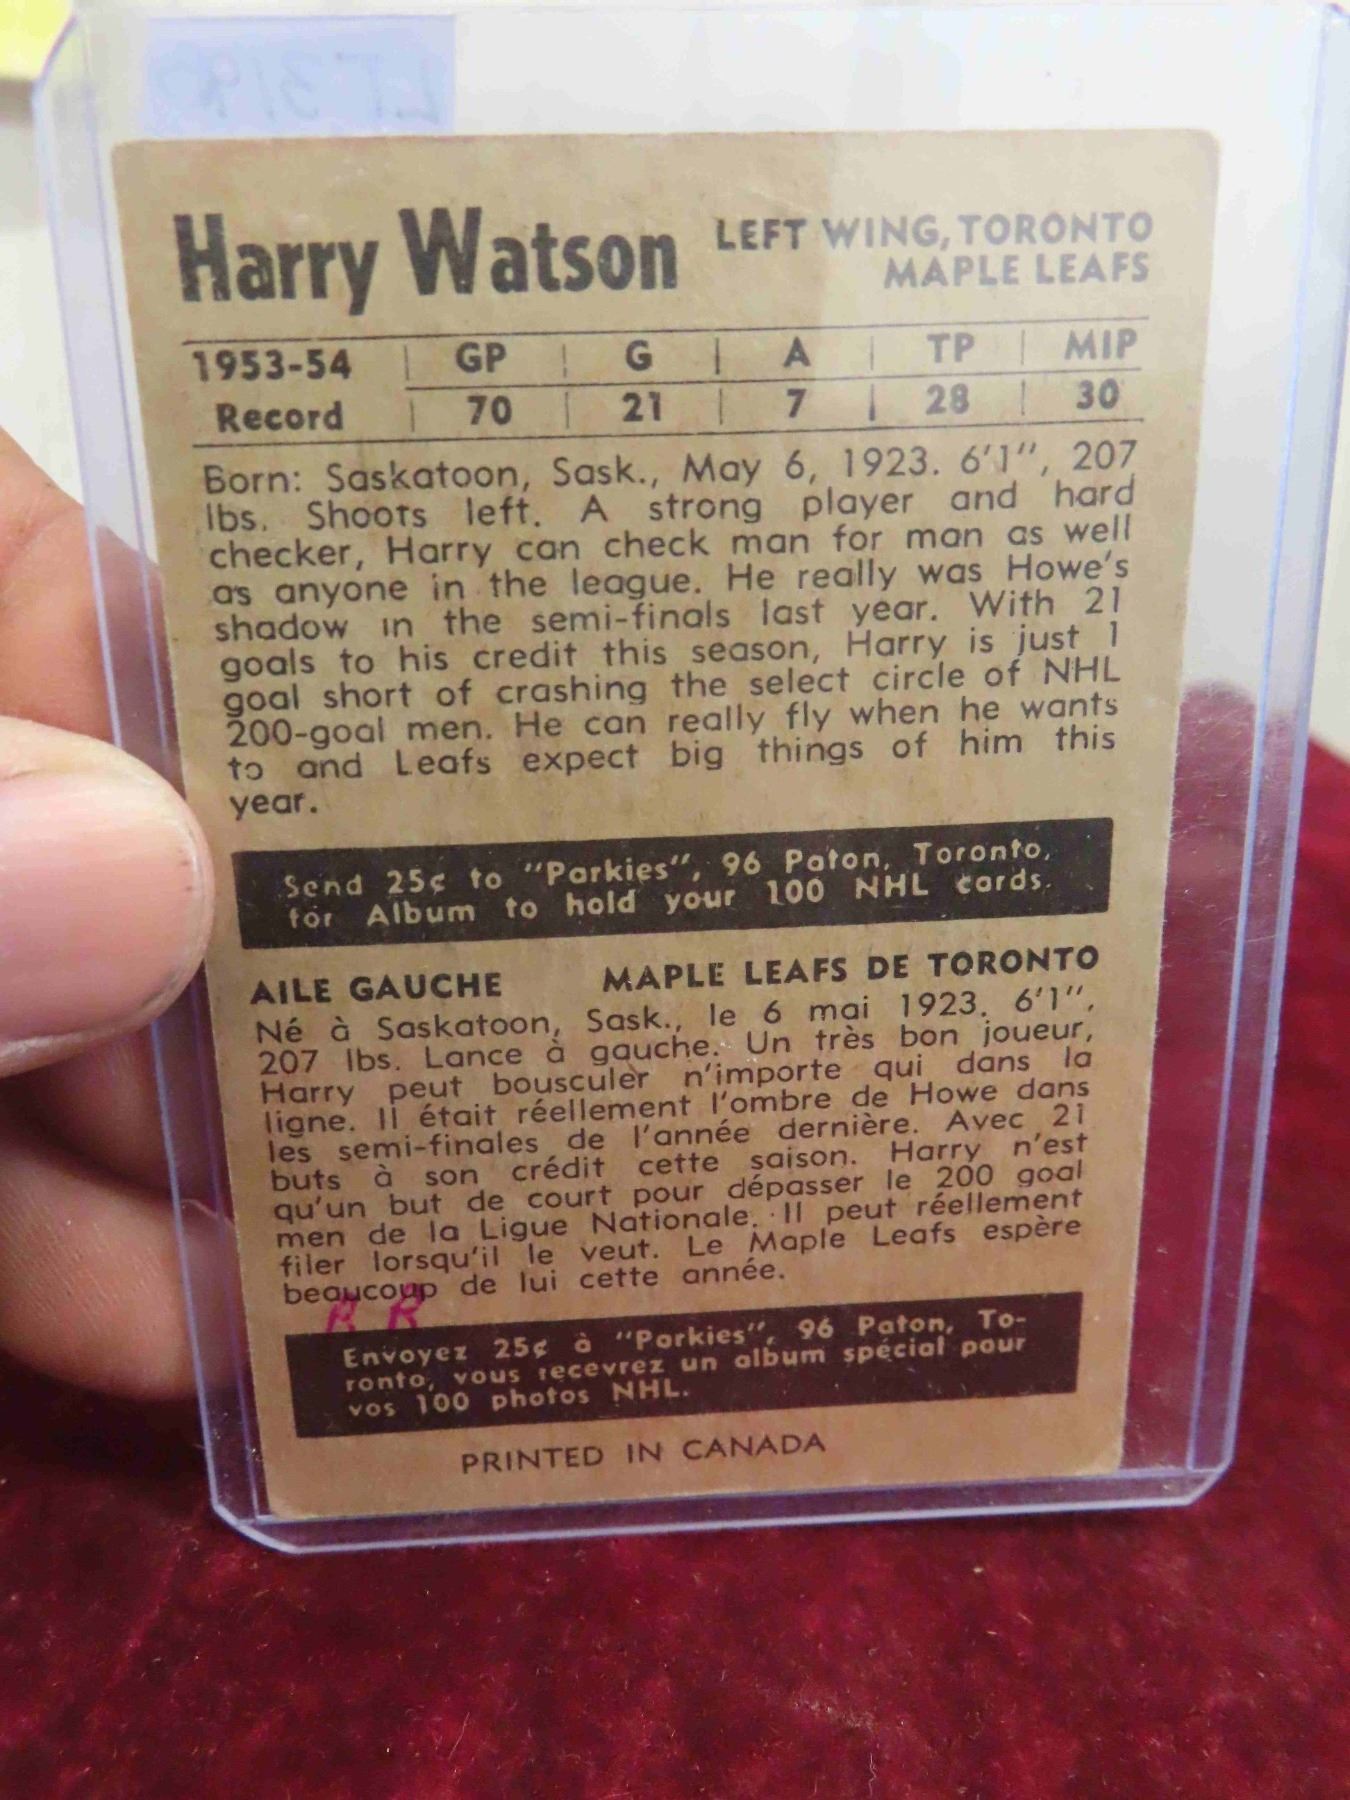 LT 3190
Harry Watson LEFT WING, TORONTO
MAPLE LEAFS
1953-54 GP G A TP MIP
Record 70 21 7 28 30
Born: Saskatoon, Sask., May 6, 1923. 6'1", 207
lbs. Shoots left. A strong player and hard
checker, Harry can check man for man as well
as anyone in the league. He really was Howe's
shadow in the semi-finals last year. With 21
goals to his credit this season, Harry is just 1
goal short of crashing the select circle of NHL
200-goal men. He can really fly when he wants
to and Leafs expect big things of him this
year.
Send 25¢ to "Parkies", 96 Paton, Toronto,
for Album to hold your 100 NHL cards.
AILE GAUCHE MAPLE LEAFS DE TORONTO
Né à Saskatoon, Sask., le 6 mai 1923. 6'1",
207 lbs. Lance à gauche. Un très bon joueur,
Harry peut bousculer n'importe qui dans la
ligne. Il était réellement l'ombre de Howe dans
les semi-finales de l'année dernière. Avec 21
buts à son crédit cette saison. Harry n'est
qu'un but de court pour dépasser le 200 goal
men de la Ligue Nationale. Il peut réellement
filer lorsqu'il le veut. Le Maple Leafs espère
beaucoup de lui cette année.
R R
Envoyez 25¢ à "Parkies", 96 Paton, To-
ronto, vous recevrez un album spécial pour
vos 100 photos NHL.
PRINTED IN CANADA